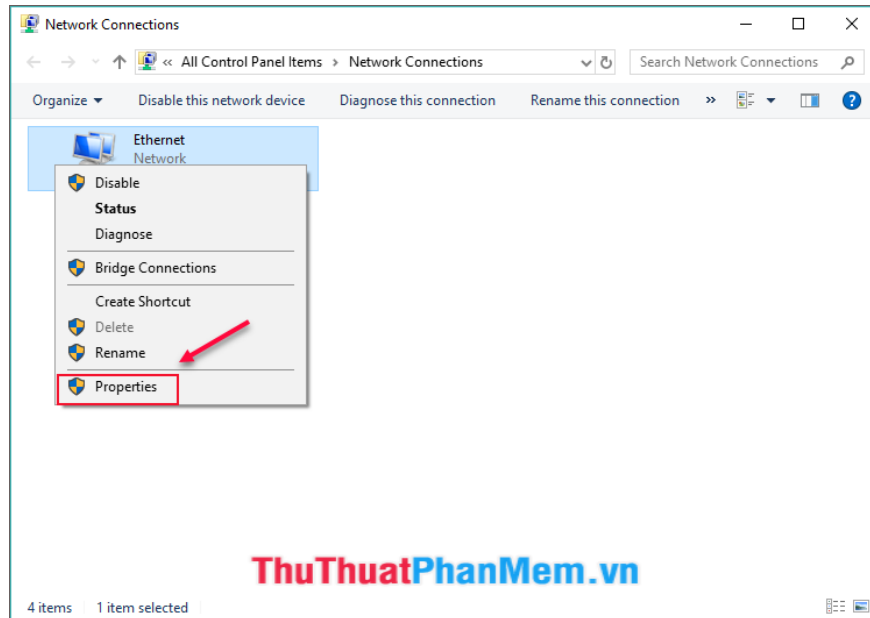 Network Connections
« All Control Panel Items › Network Connections
Search Network Connections
Organize Disable this network device Diagnose this connection Rename this connection »
Ethernet
Network
Disable
Status
Diagnose
Bridge Connections
Create Shortcut
Delete
Rename
Properties
ThuThuatPhanMem.vn
4 items 1 item selected